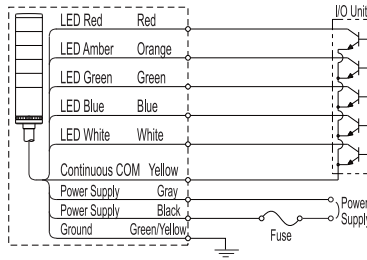 I/O Unit
LED Red Red
LED Amber Orange
LED Green Green
LED Blue Blue
LED White White
Continuous COM Yellow
Power Supply Gray
Power Supply Black
Ground Green/Yellow
Fuse
Power
Supply